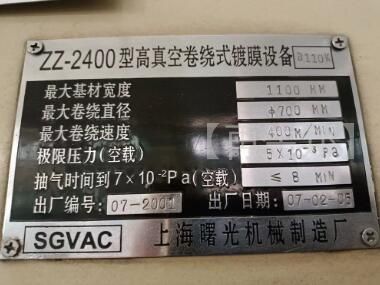 ZZ-2400型高真空卷绕式镀膜设备 a110K
最大基材宽度 1100 MM
最大卷绕直径 φ700 MM
最大卷绕速度 400M/MIN
极限压力(空载) 5×10⁻³Pa
抽气时间到7×10⁻²Pa(空载) ≤ 8 MIN
出厂编号: 07-2001 出厂日期: 07-02-05
SGVAC 上海曙光机械制造厂